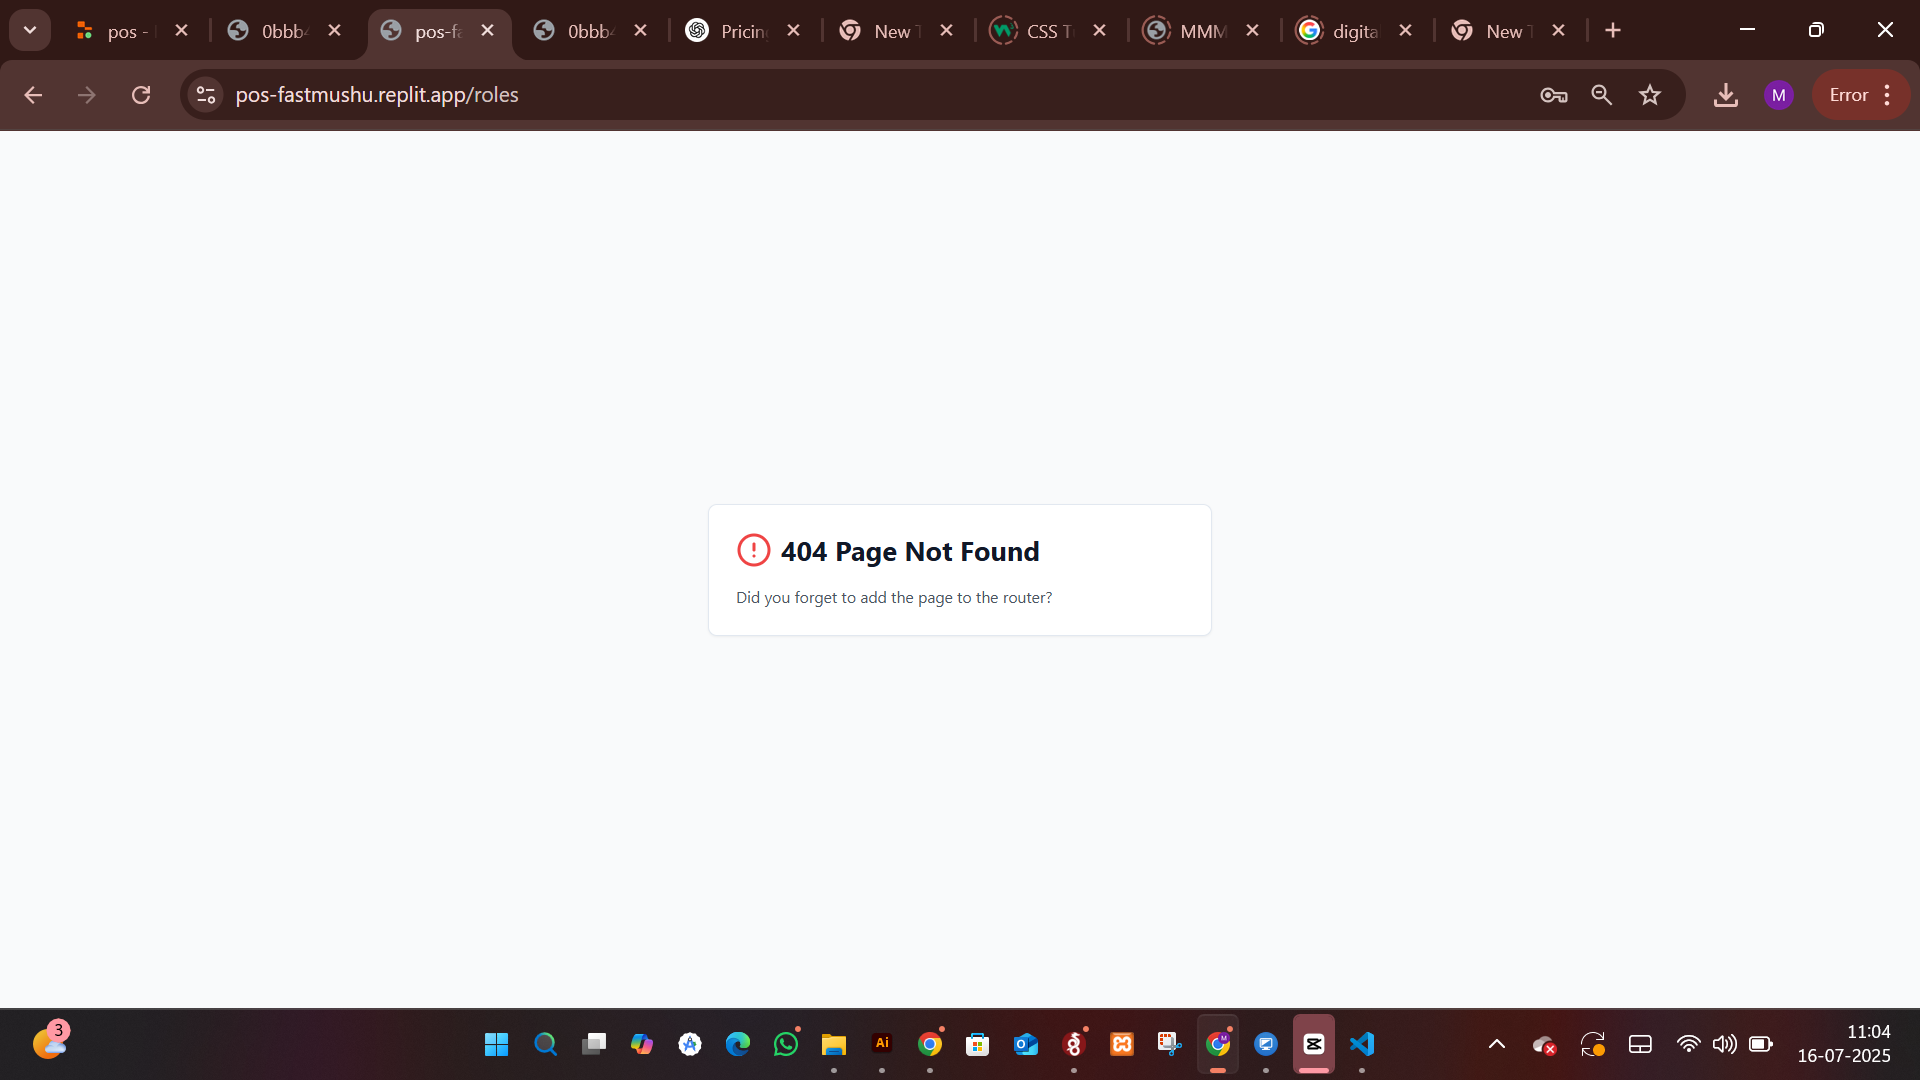 pos -
0bbb
pos-fa
0bbb
Pricin
New T
CSS T
MMM
digita
New T
pos-fastmushu.replit.app/roles
M
Error
404 Page Not Found
Did you forget to add the page to the router?
3
Ai
11:04
16-07-2025